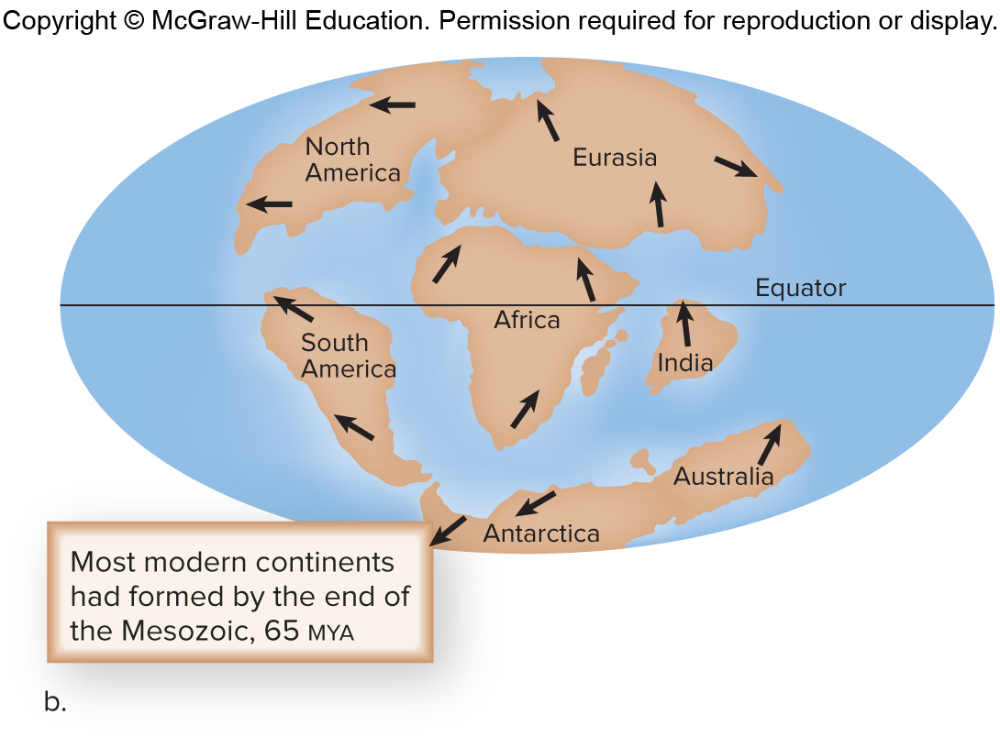 Copyright © McGraw-Hill Education. Permission required for reproduction or display.
North
America
Eurasia
Equator
Africa
South
America
India
Australia
Antarctica
Most modern continents
had formed by the end of
the Mesozoic, 65 MYA
b.